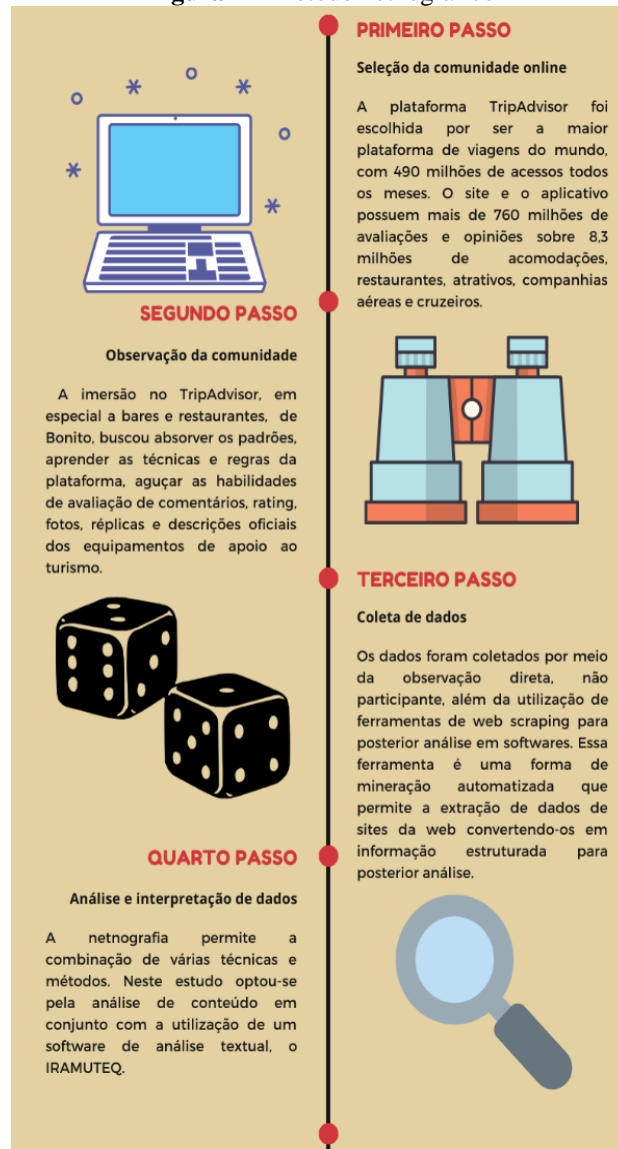 PRIMEIRO PASSO
Seleção da comunidade online
A plataforma TripAdvisor foi
escolhida por ser a maior
plataforma de viagens do mundo,
com 490 milhões de acessos todos
os meses. O site e o aplicativo
possuem mais de 760 milhões de
avaliações e opiniões sobre 8,3
milhões de acomodações,
restaurantes, atrativos, companhias
aéreas e cruzeiros.
SEGUNDO PASSO
Observação da comunidade
A imersão no TripAdvisor, em
especial a bares e restaurantes, de
Bonito, buscou absorver os padrões,
aprender as técnicas e regras da
plataforma, aguçar as habilidades
de avaliação de comentários, rating,
fotos, réplicas e descrições oficiais
dos equipamentos de apoio ao
turismo.
TERCEIRO PASSO
Coleta de dados
Os dados foram coletados por meio
da observação direta, não
participante, além da utilização de
ferramentas de web scraping para
posterior análise em softwares. Essa
ferramenta é uma forma de
mineração automatizada que
permite a extração de dados de
sites da web convertendo-os em
informação estruturada para
posterior análise.
QUARTO PASSO
Análise e interpretação de dados
A netnografia permite a
combinação de várias técnicas e
métodos. Neste estudo optou-se
pela análise de conteúdo em
conjunto com a utilização de um
software de análise textual, o
IRAMUTEQ.